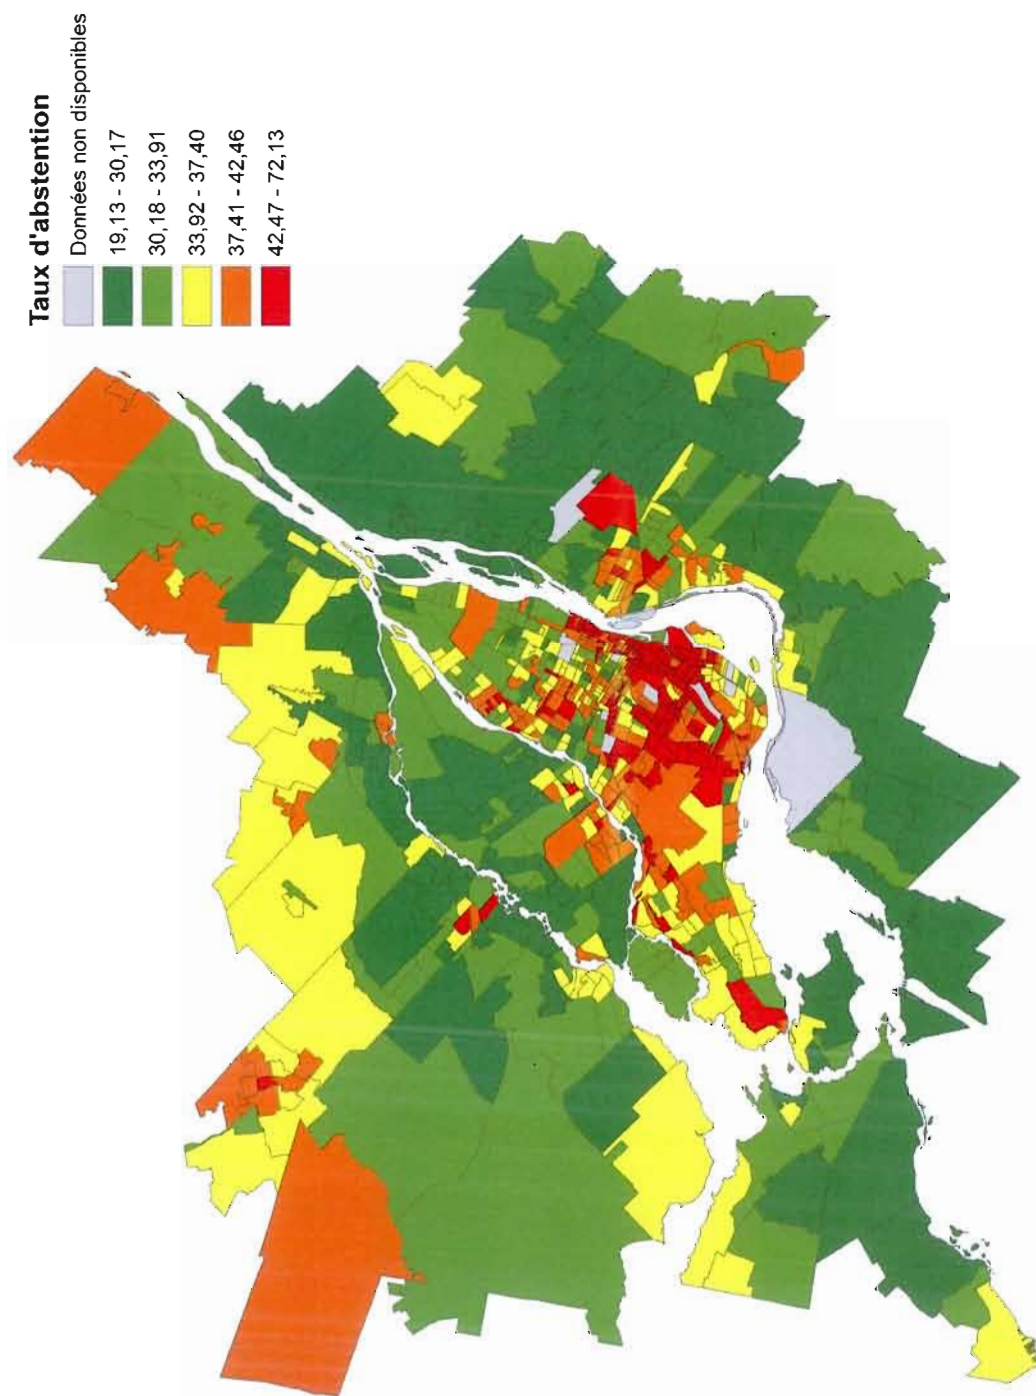 Taux d'abstention
Données non disponibles
19,13 - 30,17
30,18 - 33,91
33,92 - 37,40
37,41 - 42,46
42,47 - 72,13